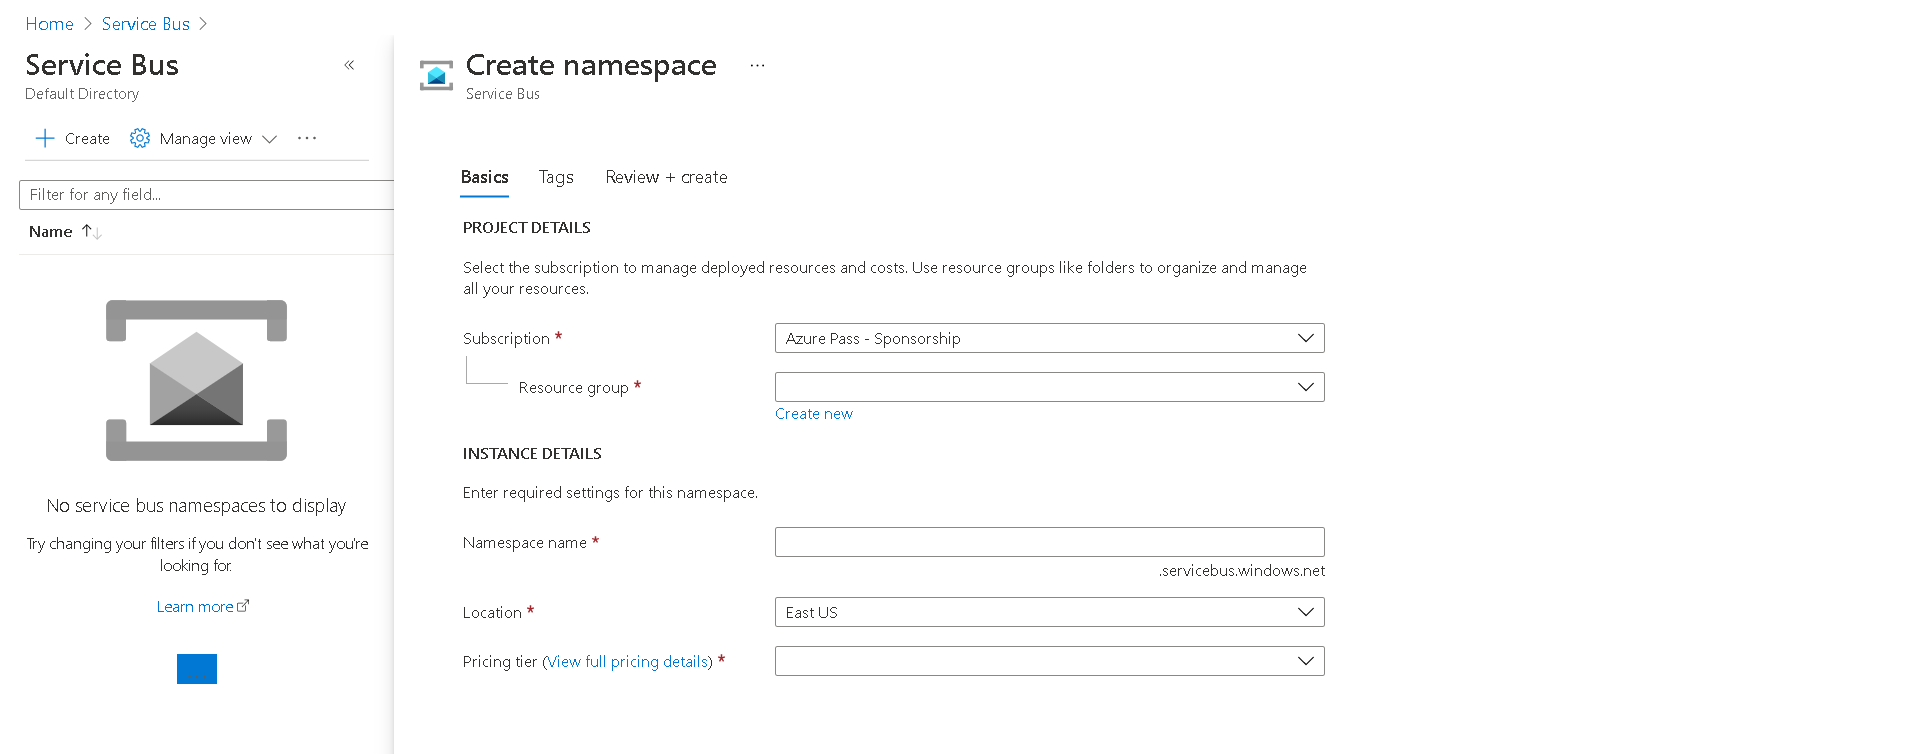 Home > Service Bus >
Service Bus «
Default Directory
+ Create Manage view ...
Filter for any field...
Name ↑↓
No service bus namespaces to display
Try changing your filters if you don't see what you're
looking for.
Learn more
Create namespace ...
Service Bus
Basics Tags Review + create
PROJECT DETAILS
Select the subscription to manage deployed resources and costs. Use resource groups like folders to organize and manage
all your resources.
Subscription * Azure Pass - Sponsorship
Resource group *
Create new
INSTANCE DETAILS
Enter required settings for this namespace.
Namespace name *
.servicebus.windows.net
Location * East US
Pricing tier (View full pricing details) *